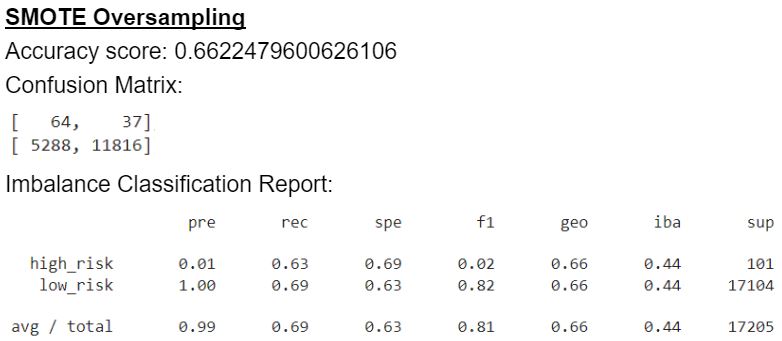 SMOTE Oversampling
Accuracy score: 0.6622479600626106
Confusion Matrix:
[   64,    37]
[ 5288, 11816]
Imbalance Classification Report:
pre rec spe f1 geo iba sup
high_risk 0.01 0.63 0.69 0.02 0.66 0.44 101
low_risk 1.00 0.69 0.63 0.82 0.66 0.44 17104
avg / total 0.99 0.69 0.63 0.81 0.66 0.44 17205